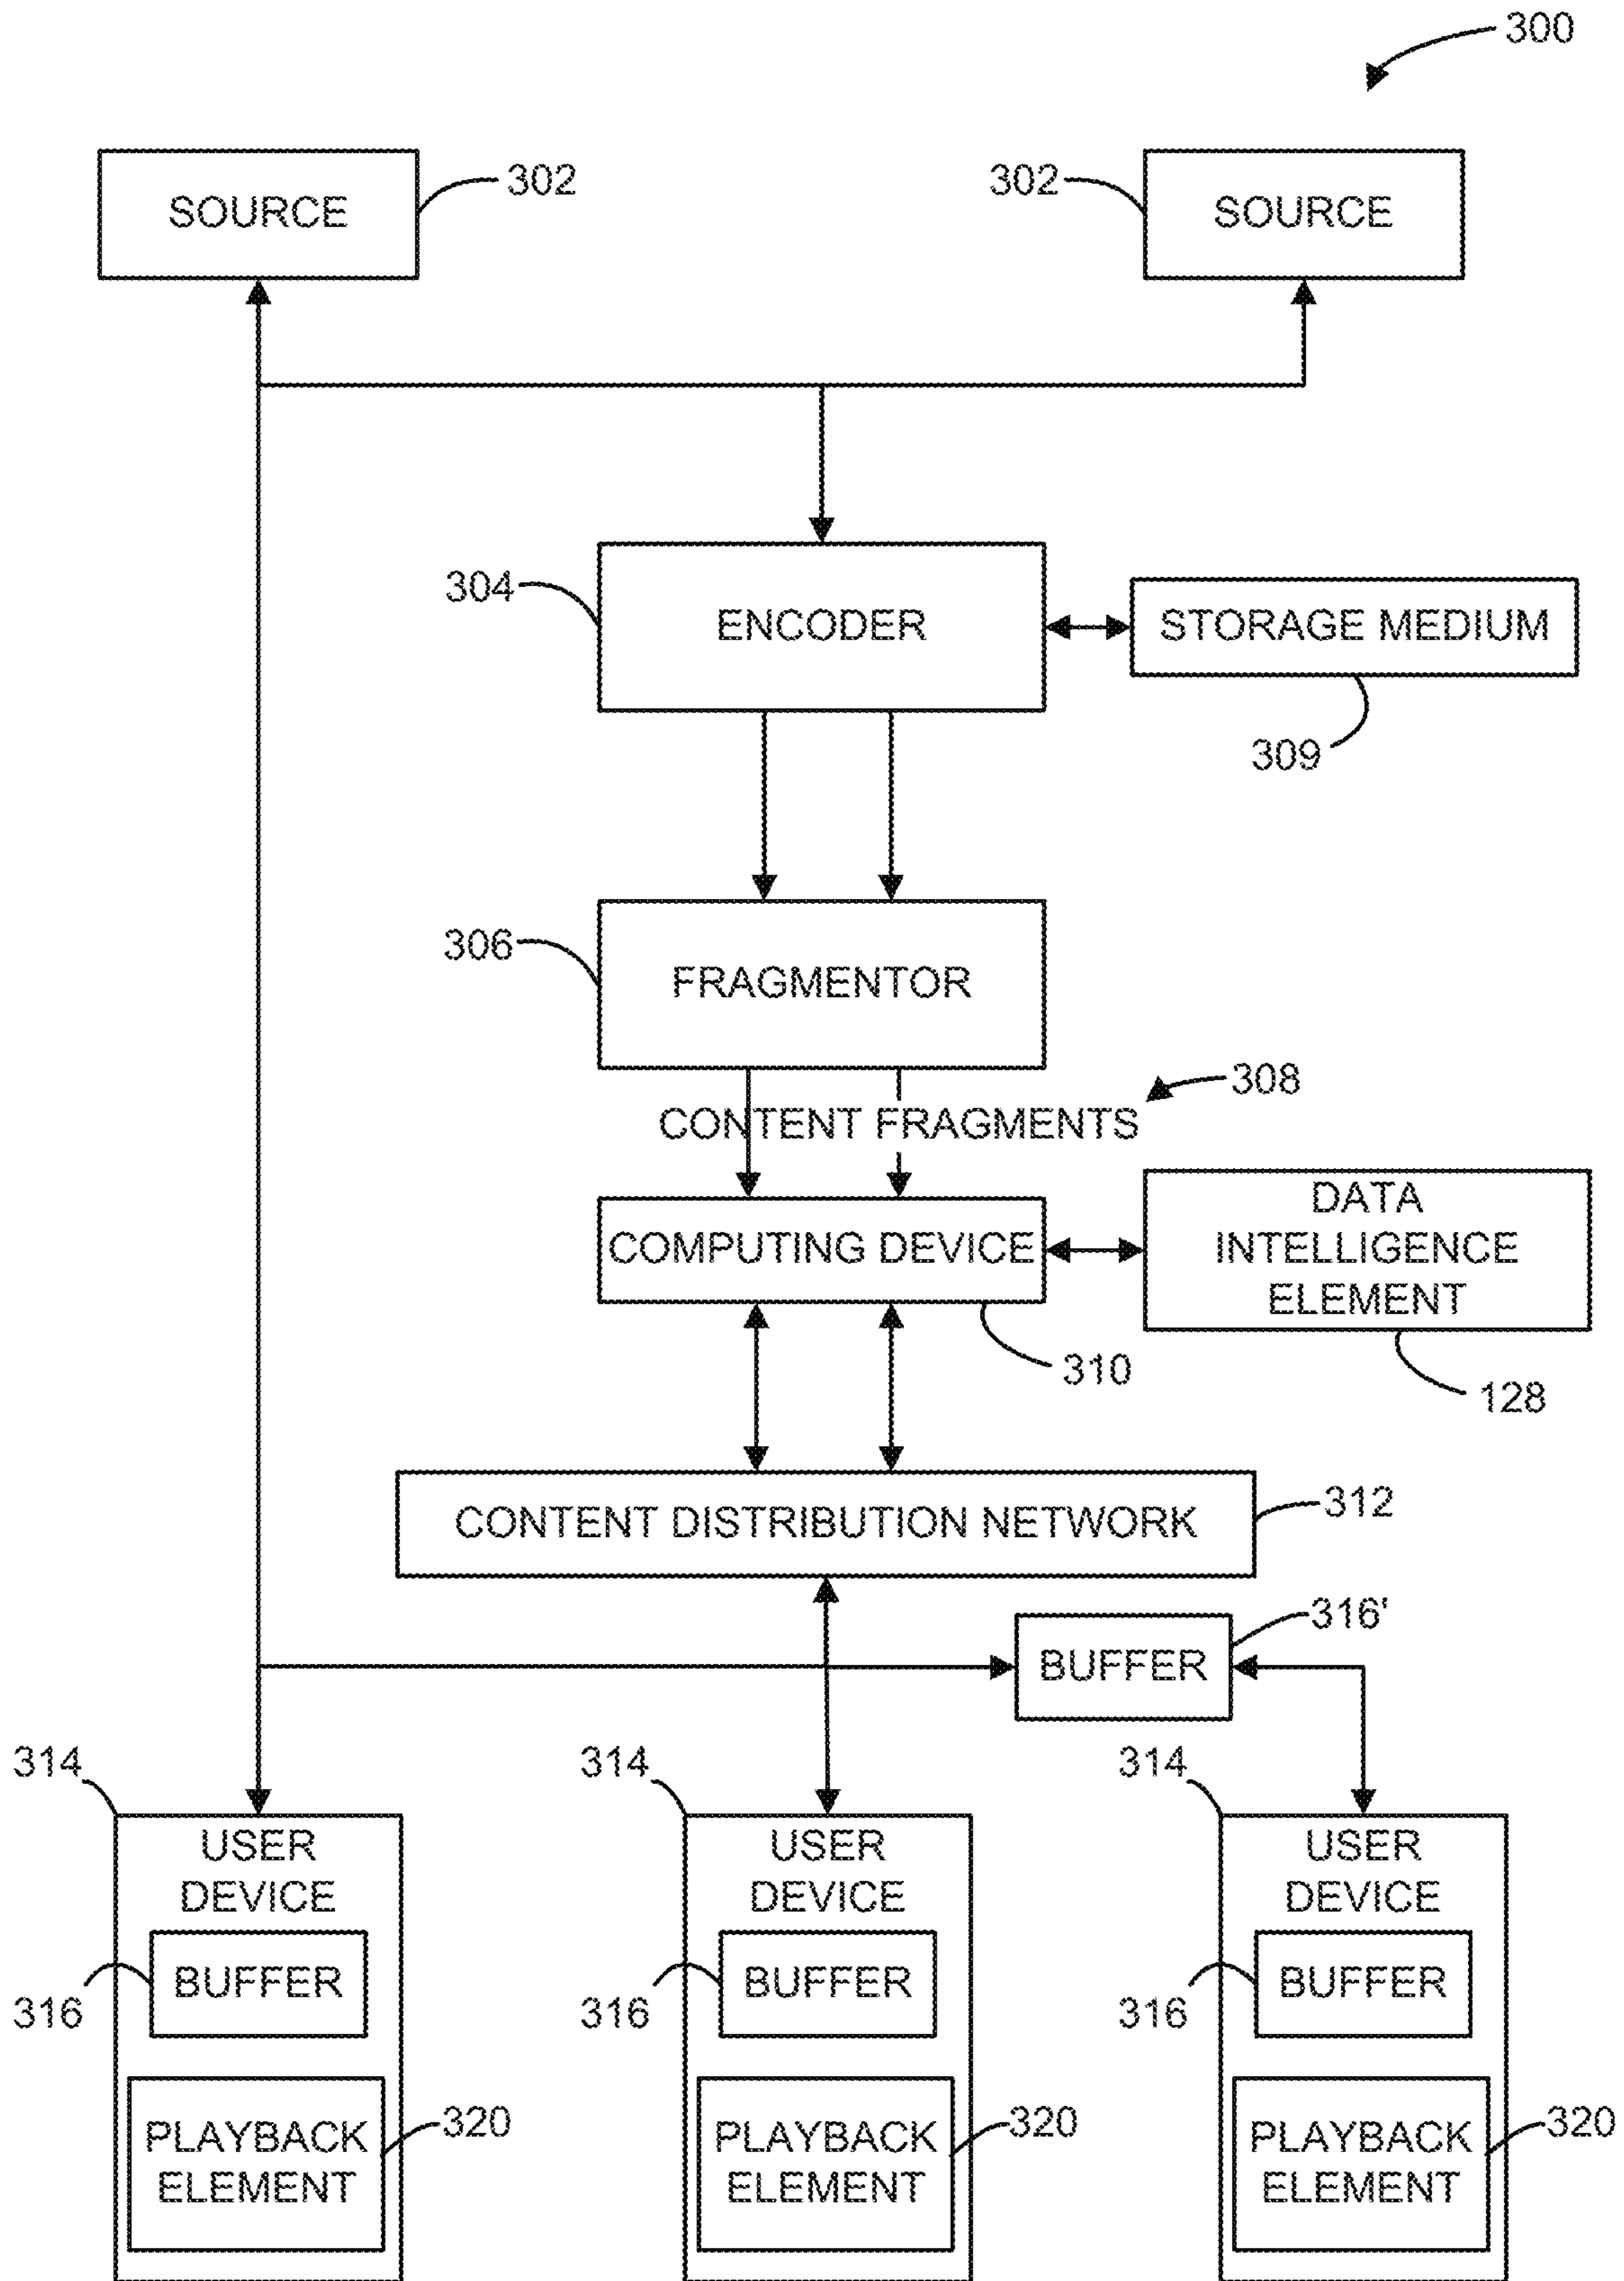 300
302
302
SOURCE
SOURCE
304
ENCODER
STORAGE MEDIUM
309
306
FRAGMENTOR
308
CONTENT FRAGMENTS
COMPUTING DEVICE
DATA
INTELLIGENCE
ELEMENT
310
128
CONTENT DISTRIBUTION NETWORK
312
316'
BUFFER
314
314
314
USER
DEVICE
USER
DEVICE
USER
DEVICE
BUFFER
BUFFER
BUFFER
316
316
316
PLAYBACK
ELEMENT
320
PLAYBACK
ELEMENT
320
PLAYBACK
ELEMENT
320